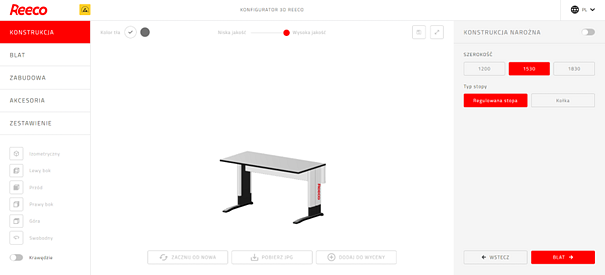 Reeco
KONFIGURATOR 3D REECO
PL
KONSTRUKCJA
BLAT
ZABUDOWA
AKCESORIA
ZESTAWIENIE
Izometryczny
Lewy bok
Przód
Prawy bok
Góra
Swobodny
Krawędzie
Kolor tła
Niska jakość
Wysoka jakość
REECO
ZACZNIJ OD NOWA
POBIERZ JPG
DODAJ DO WYCENY
KONSTRUKCJA NAROŻNA
SZEROKOŚĆ
1200
1530
1830
Typ stopy
Regulowana stopa
Kółka
WSTECZ
BLAT